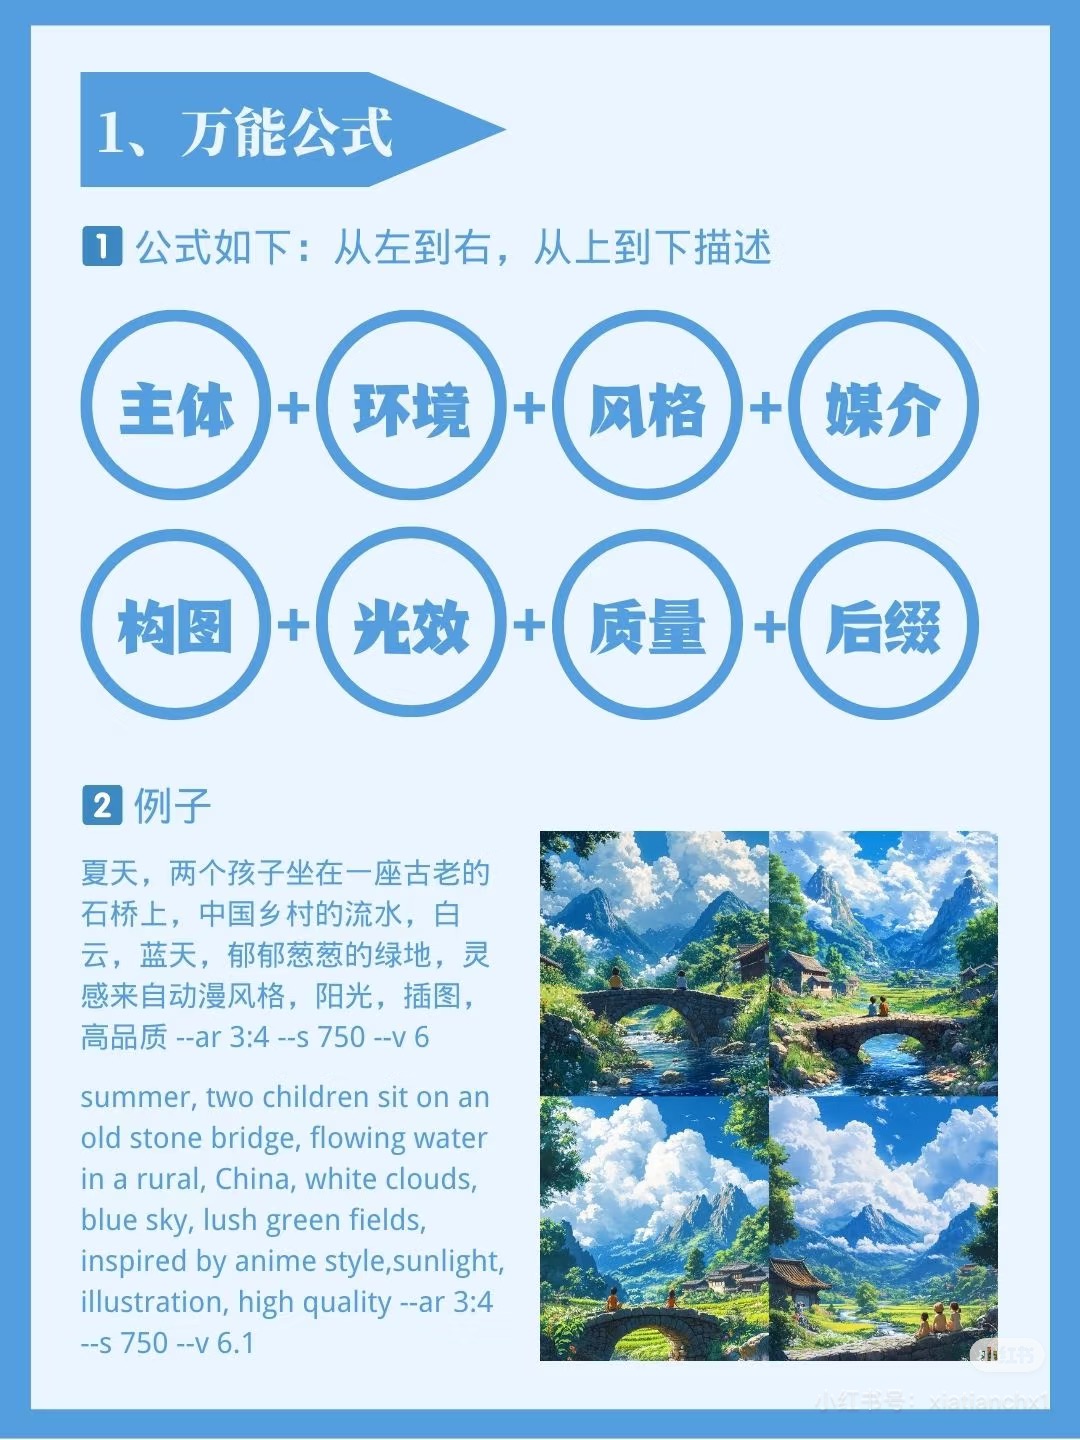 1、万能公式
1 公式如下：从左到右，从上到下描述
主体+环境+风格+媒介
构图+光效+质量+后缀
2 例子
夏天，两个孩子坐在一座古老的
石桥上，中国乡村的流水，白
云，蓝天，郁郁葱葱的绿地，灵
感来自动漫风格，阳光，插图，
高品质 --ar 3:4 --s 750 --v 6
summer, two children sit on an
old stone bridge, flowing water
in a rural, China, white clouds,
blue sky, lush green fields,
inspired by anime style,sunlight,
illustration, high quality --ar 3:4
--s 750 --v 6.1
小红书
小红书号：xiatianchx1